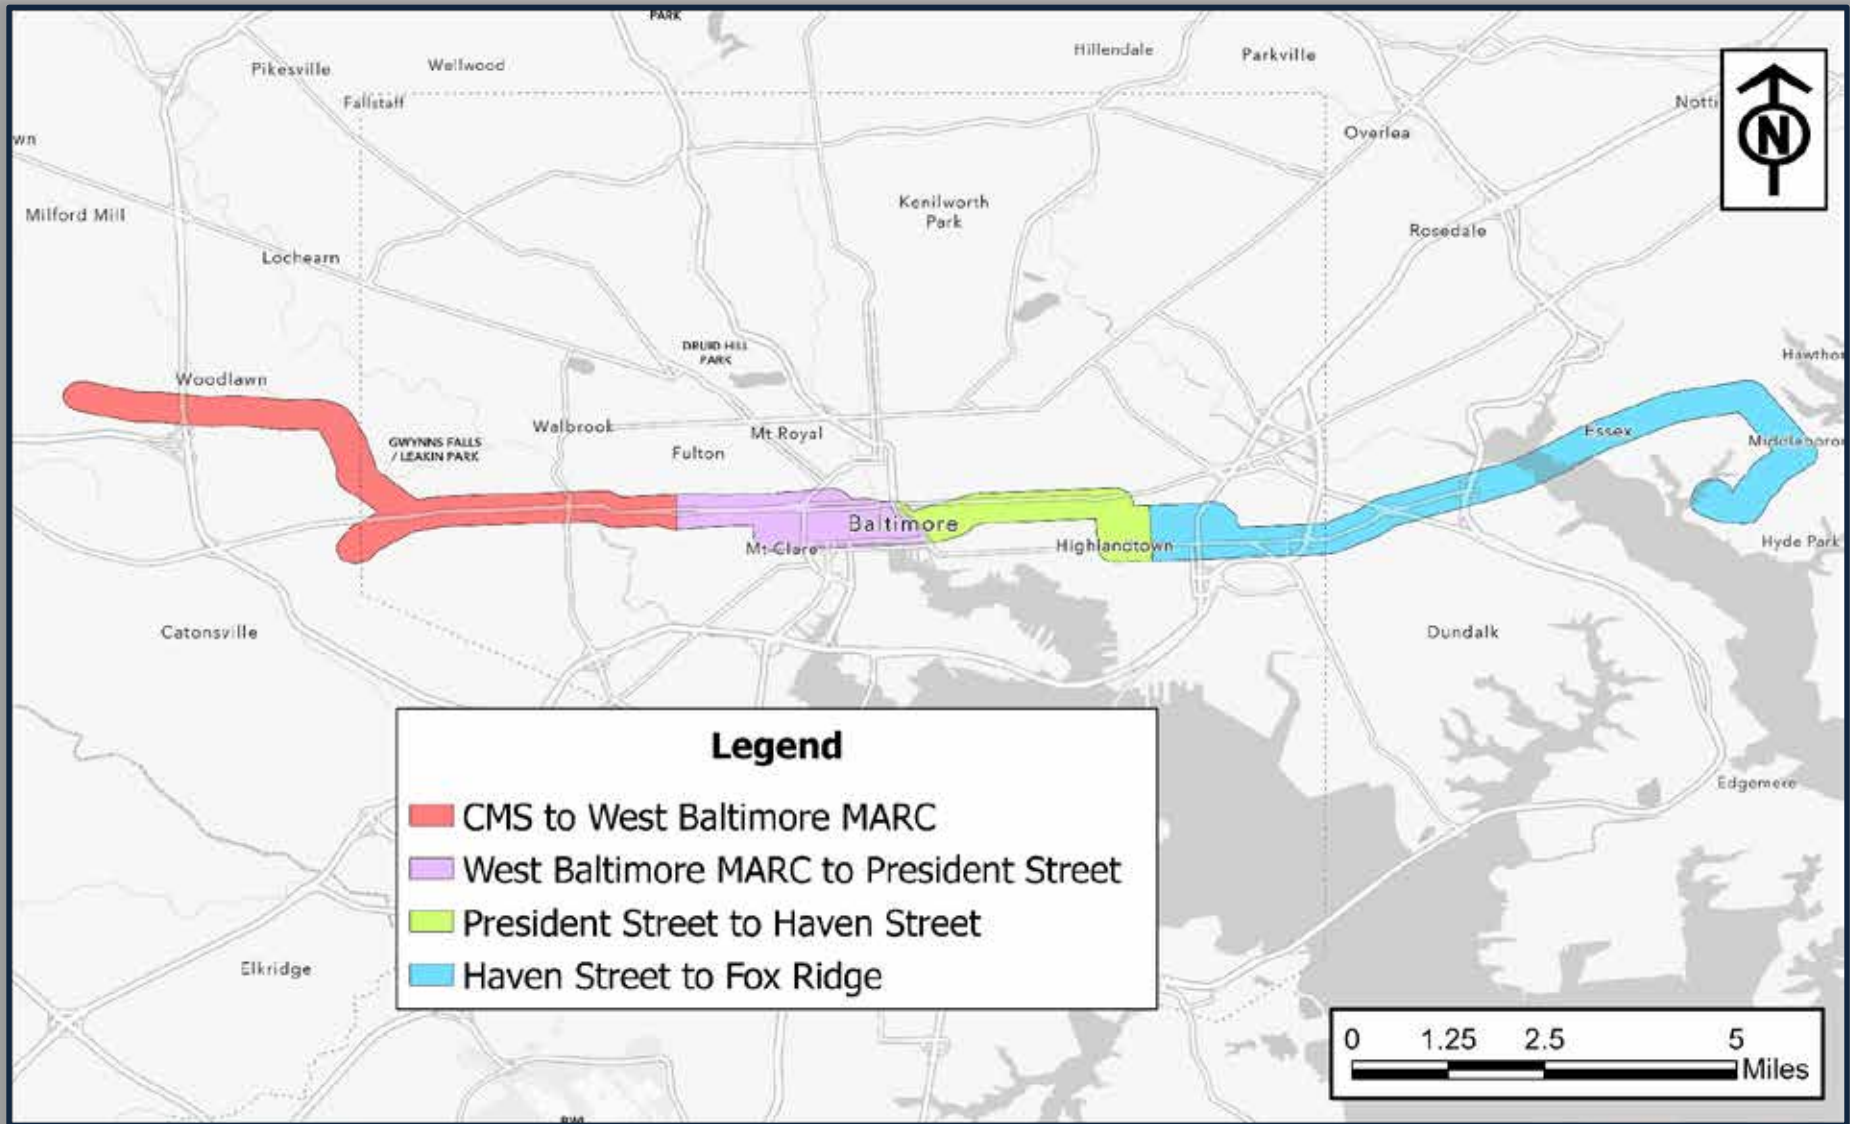 PARK
Hillendale
Parkville
Pikesville
Wellwood
Fallstaff
Notti
Overlea
wn
N
Milford Mill
Kenilworth
Park
Rosedale
Lochearn
DRUID HILL
PARK
Hawthor
Woodlawn
Walbrook
Mt Royal
Essex
GWYNNS FALLS
/ LEAKIN PARK
Fulton
Middleboro
Baltimore
Mt Clare
Highlandtown
Hyde Park
Catonsville
Dundalk
Edgemere
Elkridge
BWI
Legend
CMS to West Baltimore MARC
West Baltimore MARC to President Street
President Street to Haven Street
Haven Street to Fox Ridge
0 1.25 2.5 5
Miles